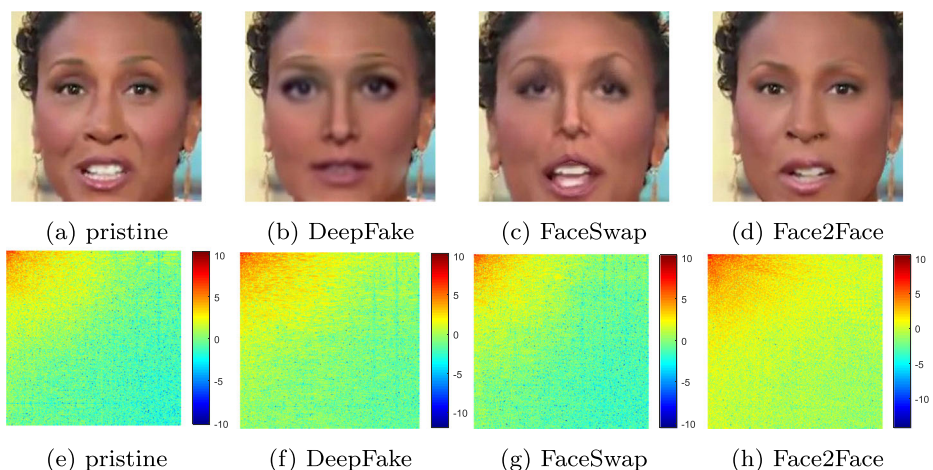 (a) pristine (b) DeepFake (c) FaceSwap (d) Face2Face
10 10 10 10
5 5 5 5
0 0 0 0
-5 -5 -5 -5
-10 -10 -10 -10
(e) pristine (f) DeepFake (g) FaceSwap (h) Face2Face